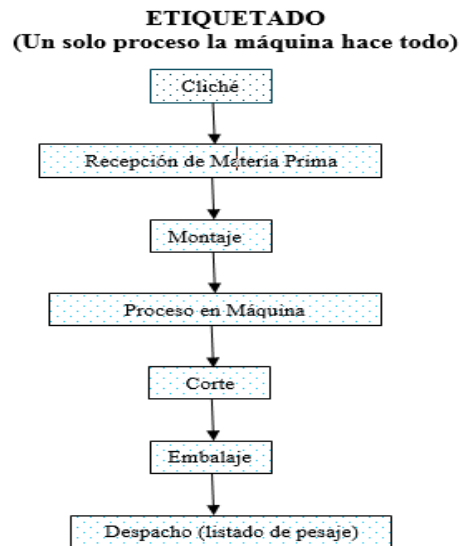 ETIQUETADO
(Un solo proceso la máquina hace todo)
Cliché
Recepción de Materia Prima
Montaje
Proceso en Máquina
Corte
Embalaje
Despacho (listado de pesaje)